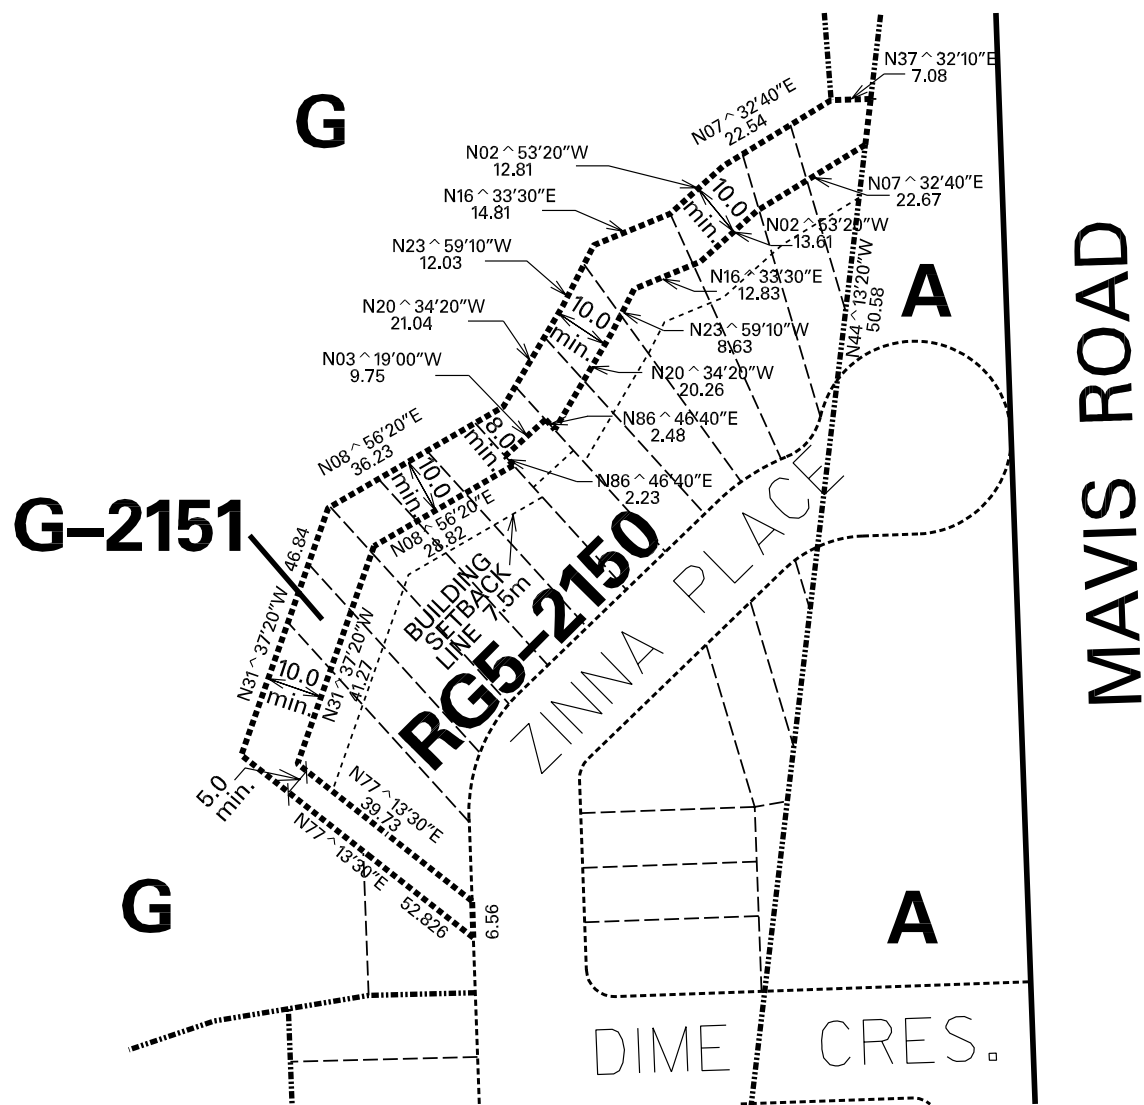 N37^32'10"E
7.08
G
N07^32'40"E
22.54
N02^53'20"W
12.81
N16^33'30"E
14.81
10.0
min.
N07^32'40"E
22.67
N02^53'20"W
13.61
N23^59'10"W
12.03
N16^33'30"E
12.83
A
N44^13'20"W
50.58
MAVIS ROAD
N20^34'20"W
21.04
10.0
min.
N23^59'10"W
8.63
N03^19'00"W
9.75
N20^34'20"W
20.26
N86^46'40"E
2.48
N08^56'20"E
36.23
8.0
min.
10.0
min.
N86^46'40"E
2.23
G-2151
N08^56'20"E
28.82
46.84
N31^37'20"W
BUILDING
SETBACK
LINE 7.5m
RG5-2150
ZINNA PLACE
N31^37'20"W
41.27
10.0
min.
5.0
min.
N77^13'30"E
39.73
N77^13'30"E
52.826
6.56
G
A
DIME CRES.